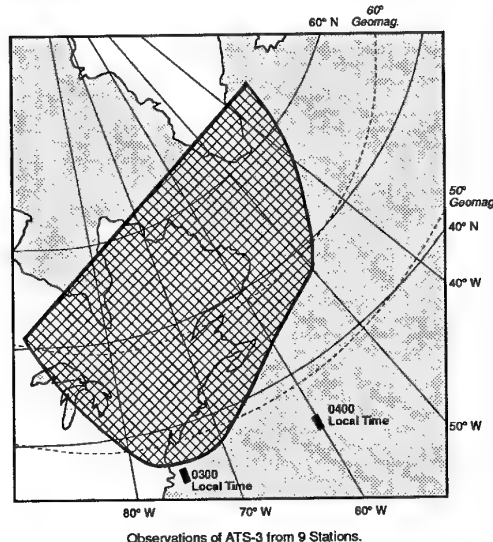 60°
60° N Geomag.
50°
Geomag.
40° N
40° W
0400
Local Time
50° W
0300
Local Time
80° W 70° W 60° W
Observations of ATS-3 from 9 Stations.